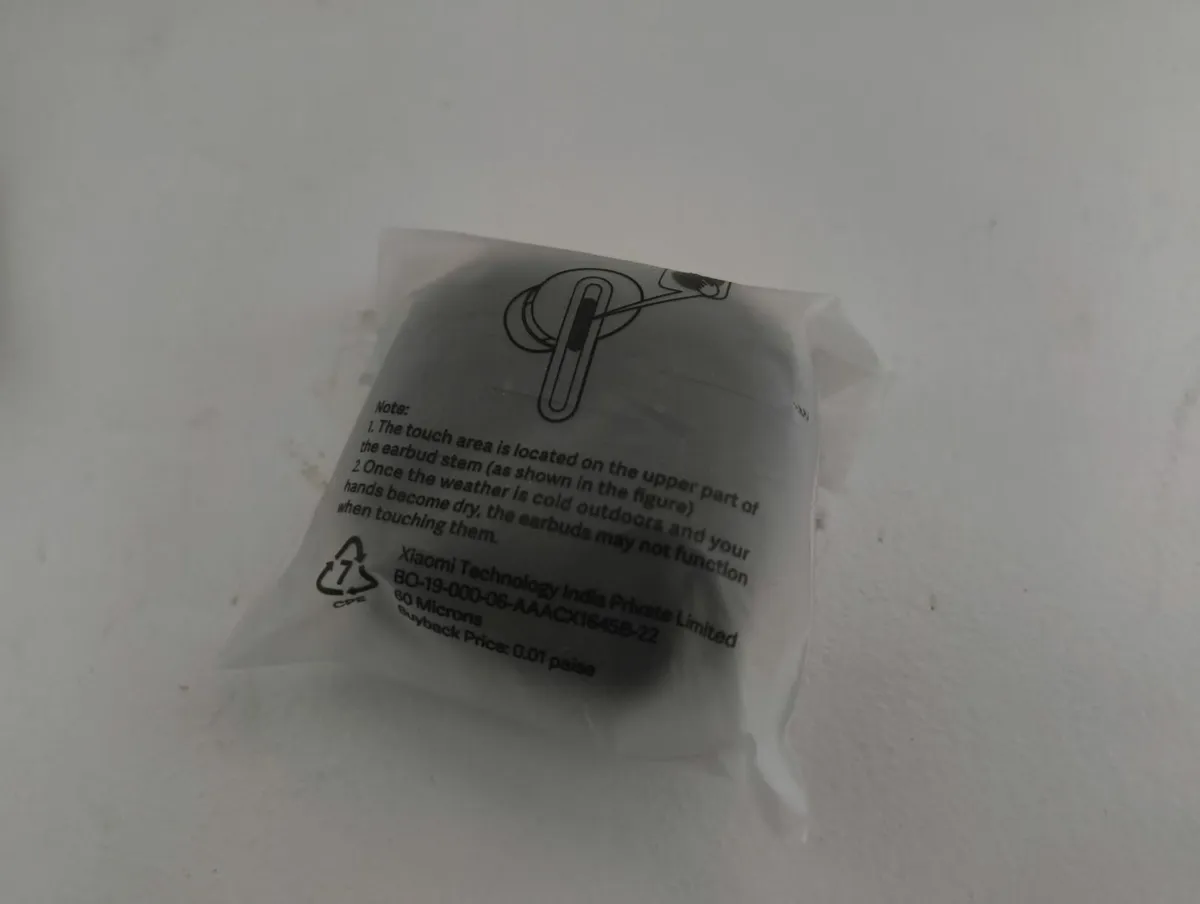 Note:
1. The touch area is located on the upper part of
the earbud stem (as shown in the figure)
2. Once the weather is cold outdoors and your
hands become dry, the earbuds may not function
when touching them.
7
CPE
Xiaomi Technology India Private Limited
BO-19-000-06-AAACX1645B-22
60 Microns
Buyback Price: 0.01 paise